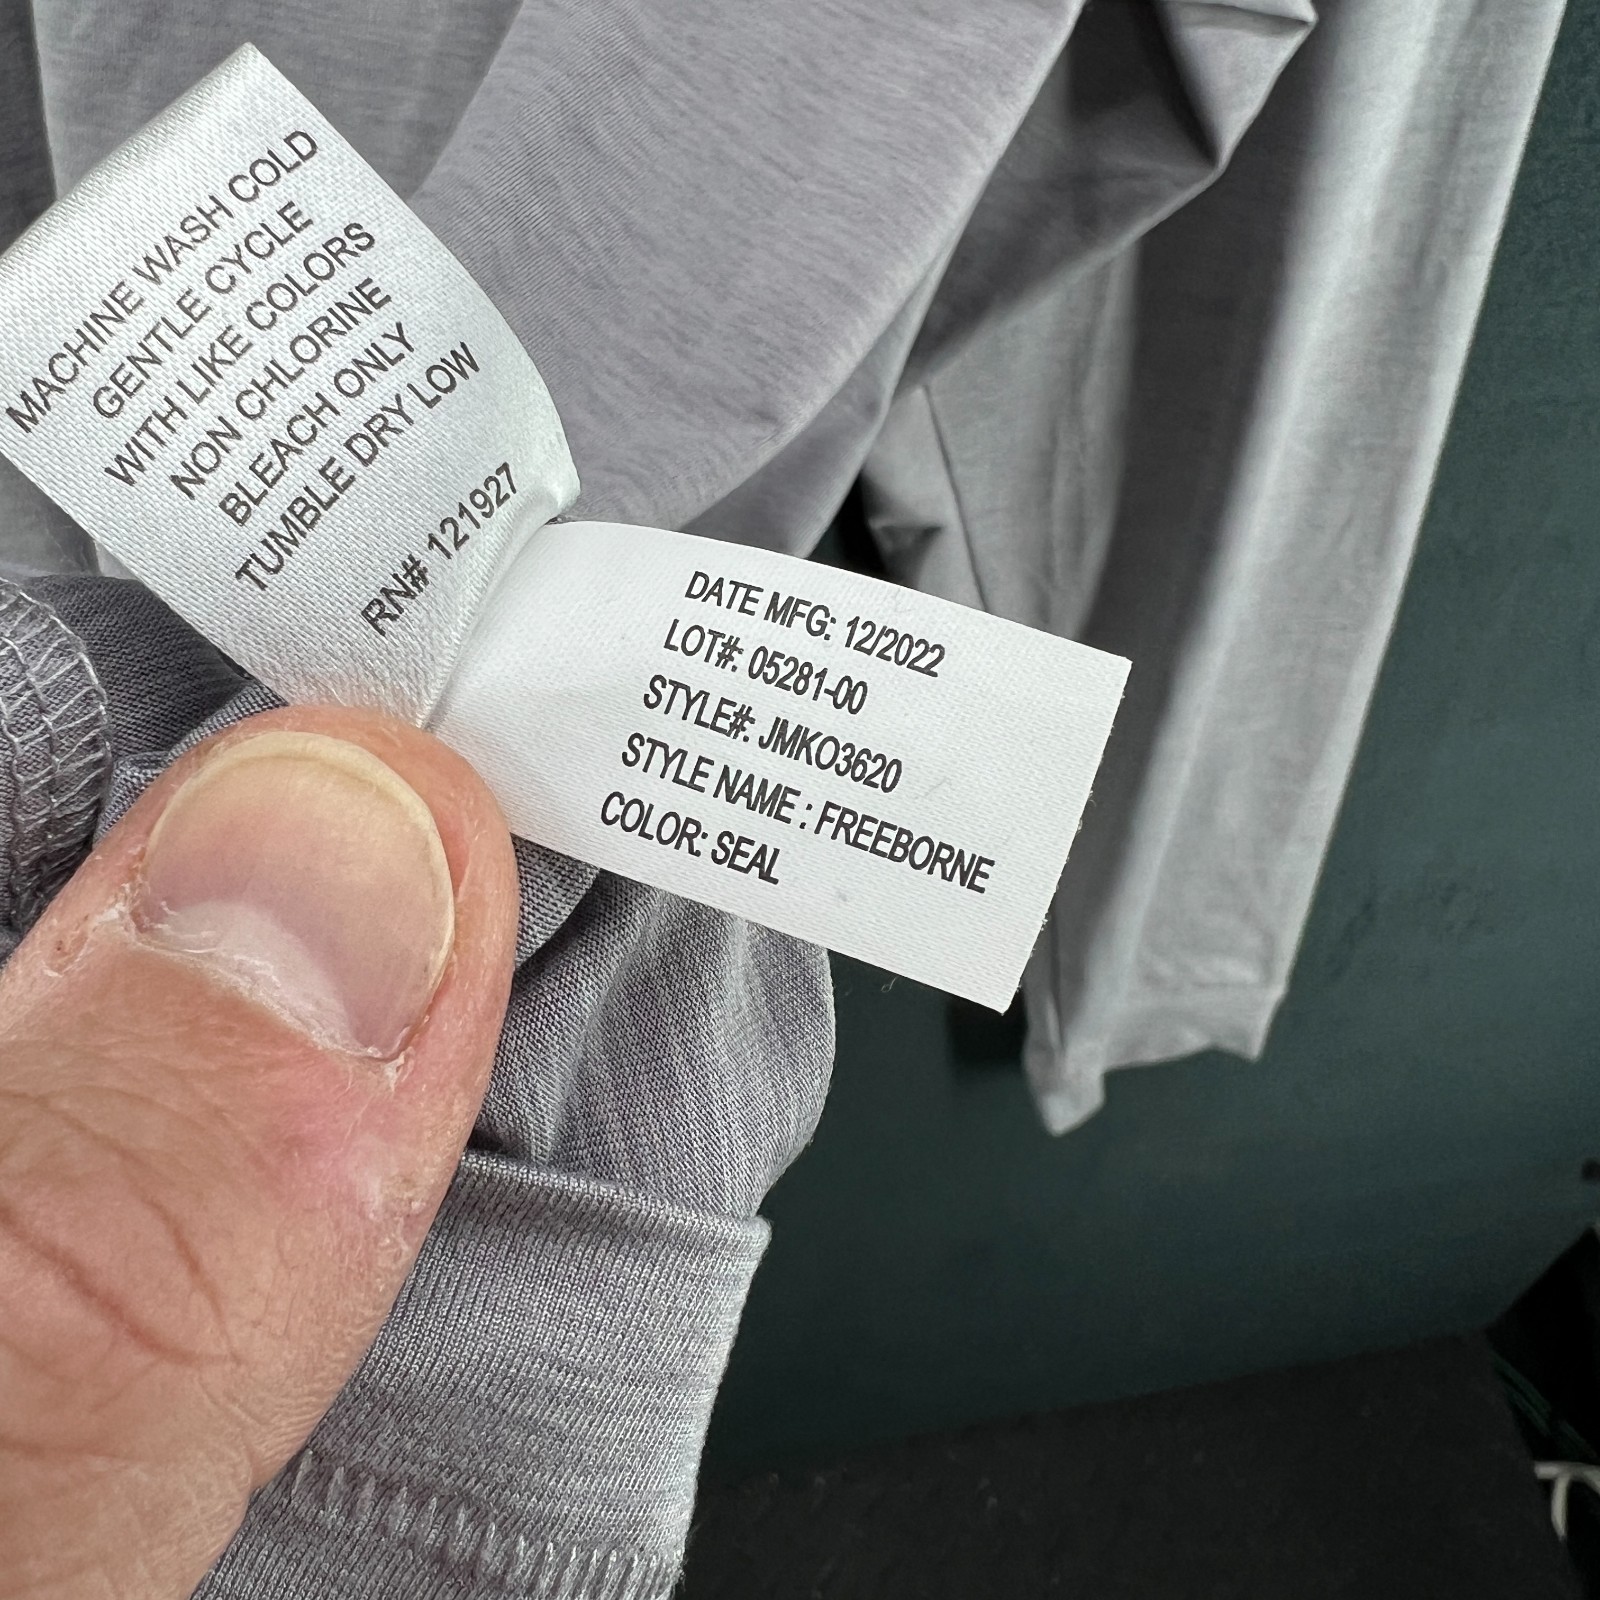 MACHINE WASH COLD
GENTLE CYCLE
WITH LIKE COLORS
NON CHLORINE
BLEACH ONLY
TUMBLE DRY LOW
RN# 121927
DATE MFG: 12/2022
LOT#: 05281-00
STYLE#: JMKO3620
STYLE NAME : FREEBORNE
COLOR: SEAL